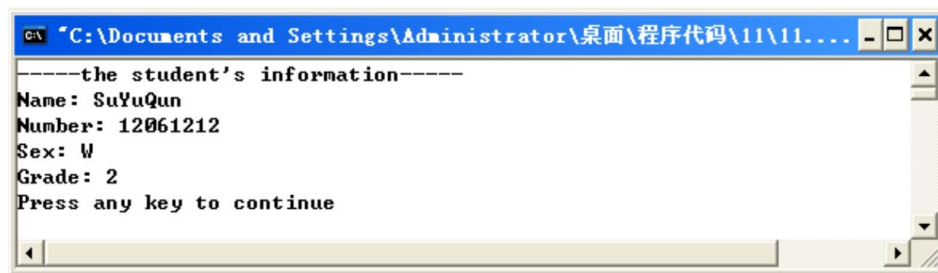 "C:\Documents and Settings\Administrator\桌面\程序代码\11\11....
-----the student's information-----
Name: SuYuQun
Number: 12061212
Sex: W
Grade: 2
Press any key to continue